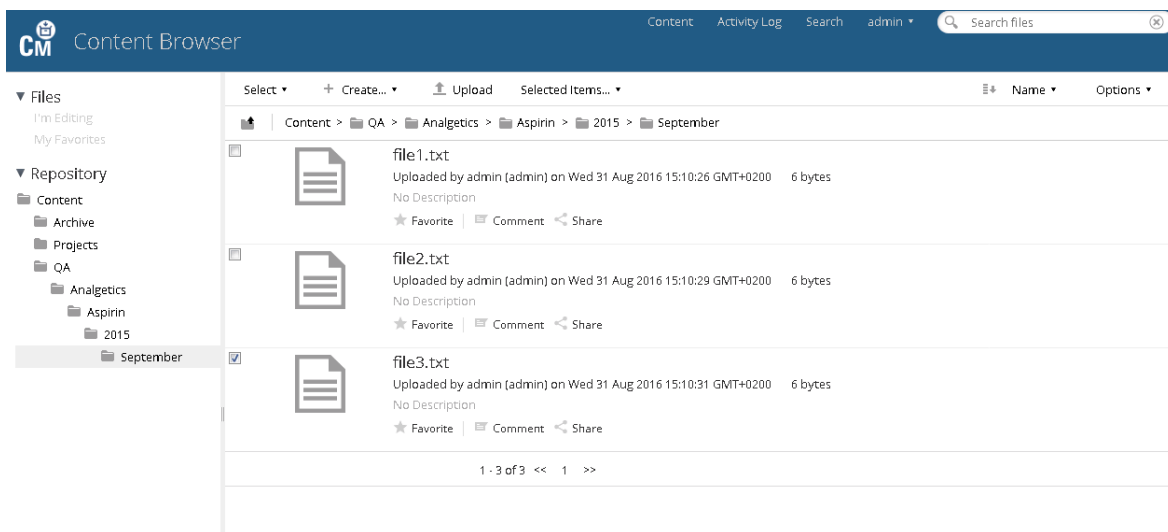 Content Activity Log Search admin Search files
CM Content Browser
Select + Create... Upload Selected Items... Name Options
Files
I'm Editing
My Favorites
Repository
Content
Archive
Projects
QA
Analgetics
Aspirin
2015
September
Content > QA > Analgetics > Aspirin > 2015 > September
file1.txt
Uploaded by admin (admin) on Wed 31 Aug 2016 15:10:26 GMT+0200 6 bytes
No Description
Favorite Comment Share
file2.txt
Uploaded by admin (admin) on Wed 31 Aug 2016 15:10:29 GMT+0200 6 bytes
No Description
Favorite Comment Share
file3.txt
Uploaded by admin (admin) on Wed 31 Aug 2016 15:10:31 GMT+0200 6 bytes
No Description
Favorite Comment Share
1 - 3 of 3 << 1 >>